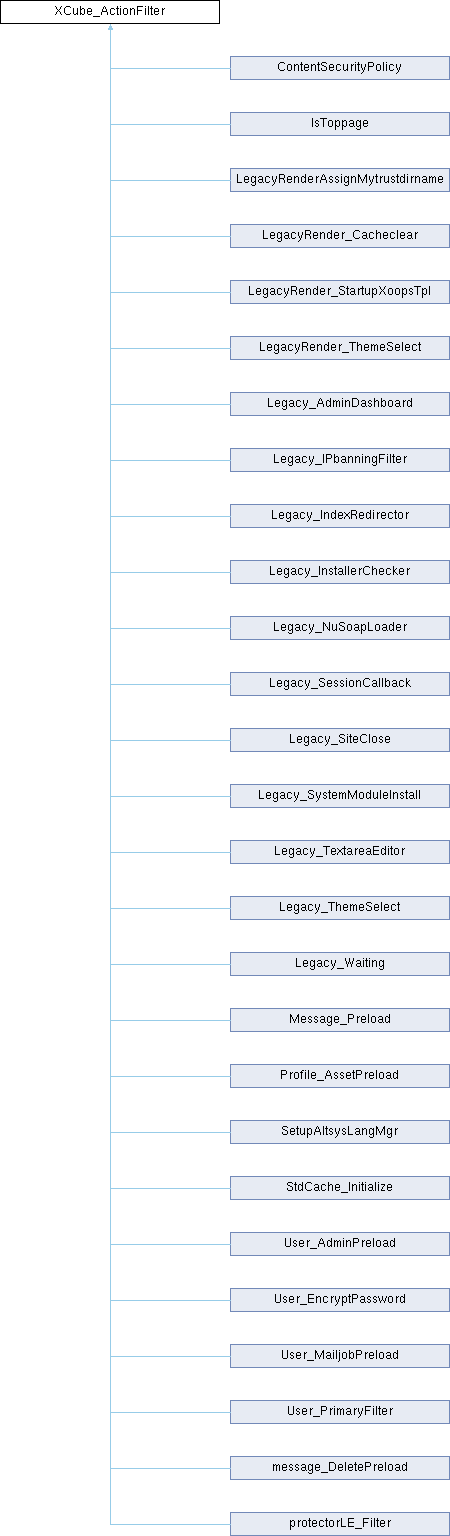 XCube_ActionFilter
ContentSecurityPolicy
IsToppage
LegacyRenderAssignMytrustdirname
LegacyRender_Cacheclear
LegacyRender_StartupXoopsTpl
LegacyRender_ThemeSelect
Legacy_AdminDashboard
Legacy_IPbanningFilter
Legacy_IndexRedirector
Legacy_InstallerChecker
Legacy_NuSoapLoader
Legacy_SessionCallback
Legacy_SiteClose
Legacy_SystemModuleInstall
Legacy_TextareaEditor
Legacy_ThemeSelect
Legacy_Waiting
Message_Preload
Profile_AssetPreload
SetupAltsysLangMgr
StdCache_Initialize
User_AdminPreload
User_EncryptPassword
User_MailjobPreload
User_PrimaryFilter
message_DeletePreload
protectorLE_Filter